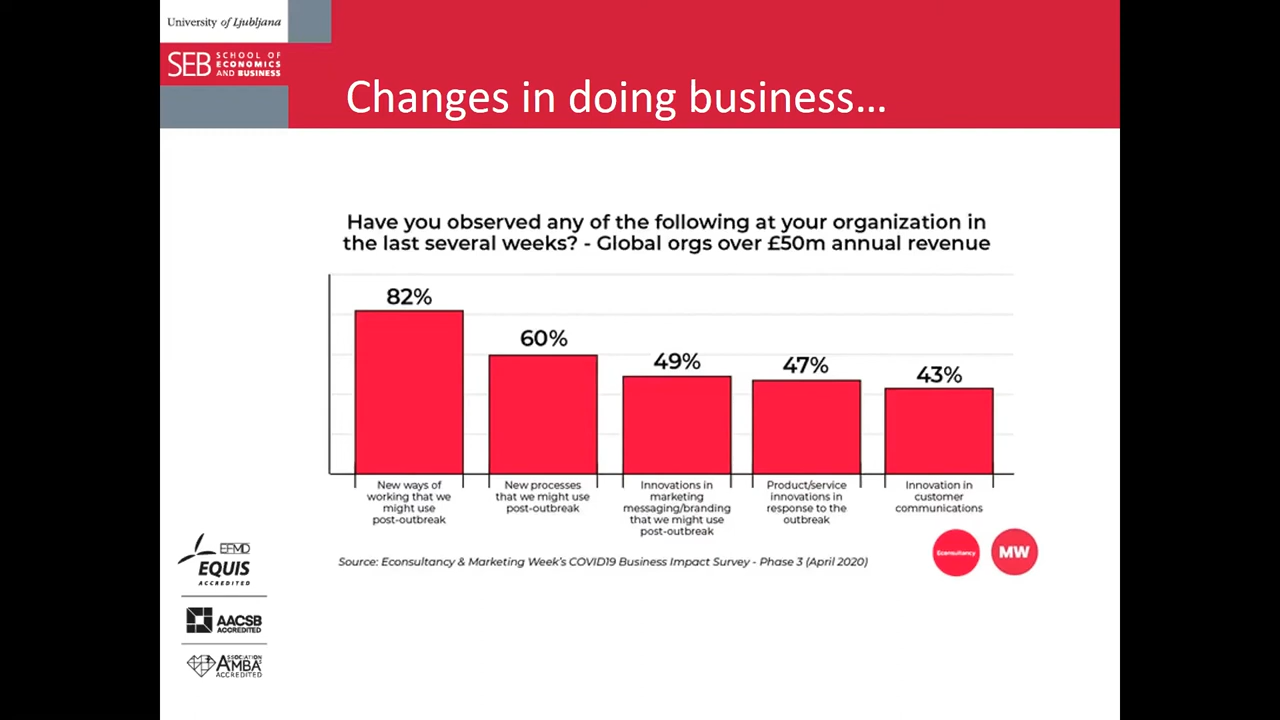 University of Ljubljana
SEB SCHOOL OF
ECONOMICS
AND BUSINESS
Changes in doing business...
Have you observed any of the following at your organization in
the last several weeks? - Global orgs over £50m annual revenue
82%
60%
49%
47%
43%
New ways of
working that we
might use
post-outbreak
New processes
that we might use
post-outbreak
Innovations in
marketing
messaging/branding
that we might use
post-outbreak
Product/service
innovations in
response to the
outbreak
Innovation in
customer
communications
Source: Econsultancy & Marketing Week's COVID19 Business Impact Survey - Phase 3 (April 2020)
Econsultancy
MW
EFMD
EQUIS
ACCREDITED
AACSB
ACCREDITED
ASSOCIATION
AMBA
ACCREDITED